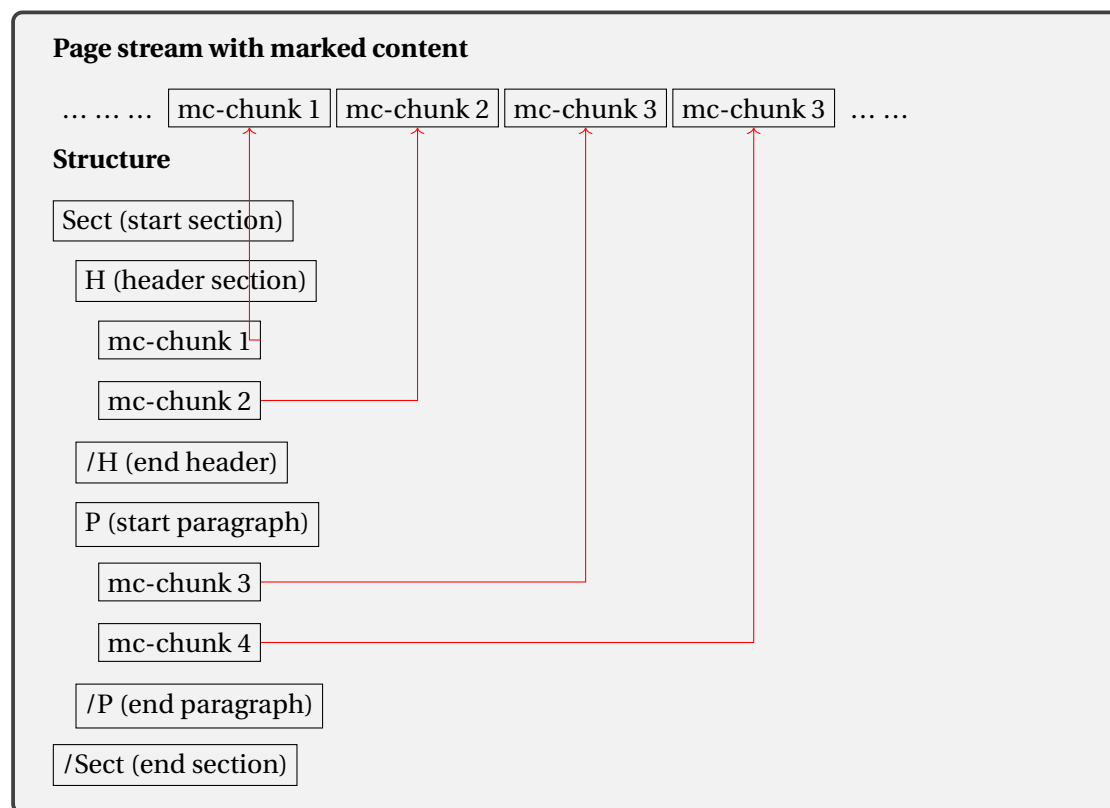 Page stream with marked content
... ... ... mc-chunk 1 mc-chunk 2 mc-chunk 3 mc-chunk 3 ... ...
Structure
Sect (start section)
H (header section)
mc-chunk 1
mc-chunk 2
/H (end header)
P (start paragraph)
mc-chunk 3
mc-chunk 4
/P (end paragraph)
/Sect (end section)